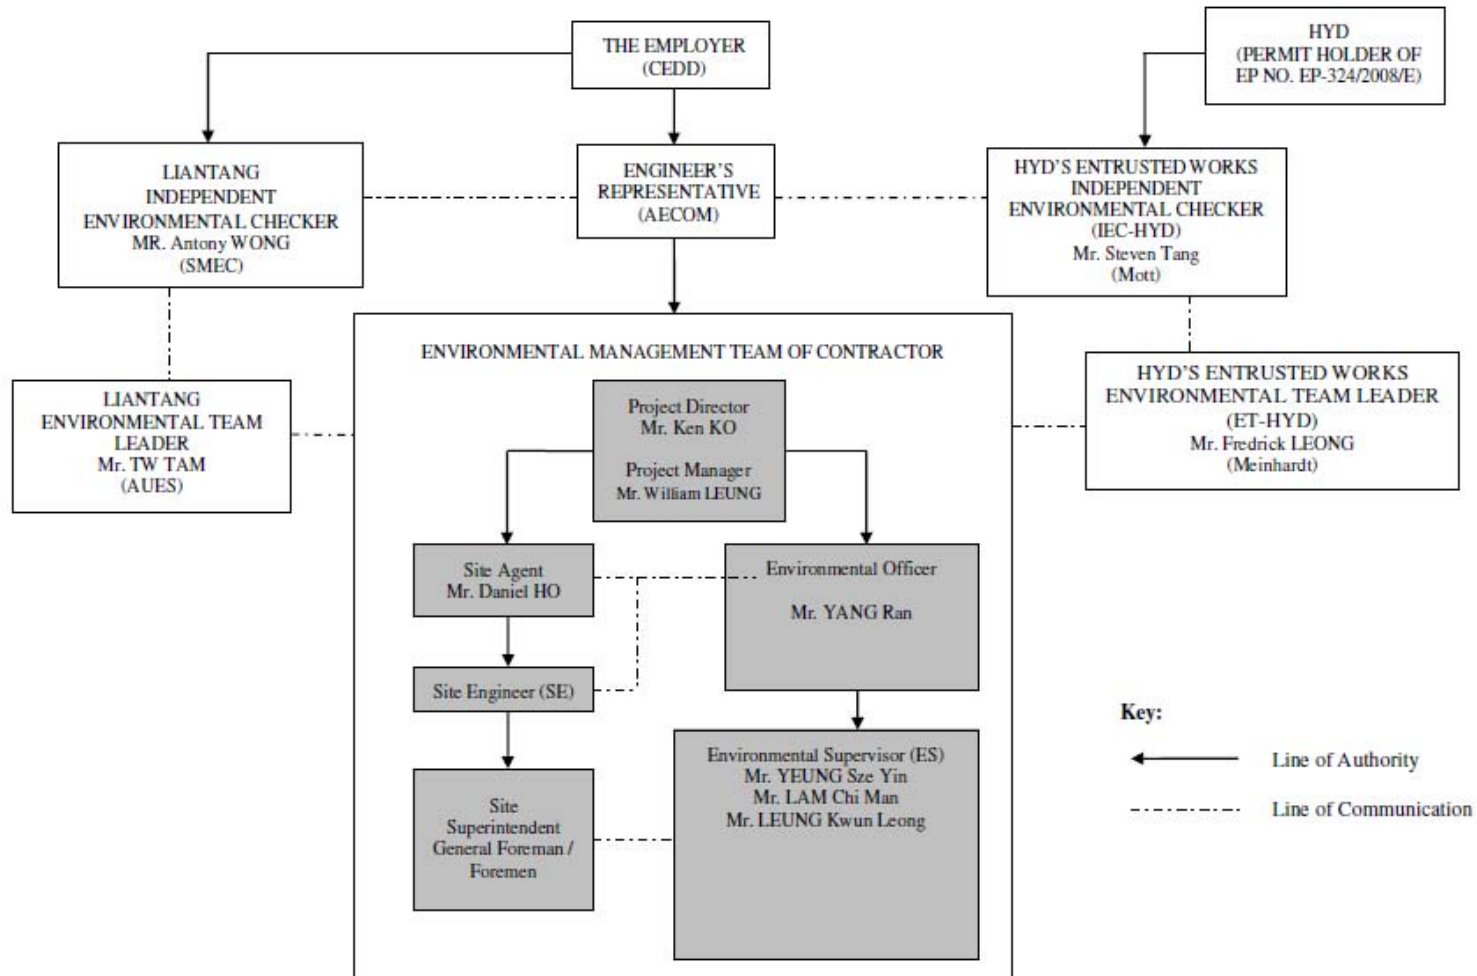 THE EMPLOYER
(CEDD)
HYD
(PERMIT HOLDER OF
EP NO. EP-324/2008/E)
LIANTANG
INDEPENDENT
ENVIRONMENTAL CHECKER
MR. Antony WONG
(SMEC)
ENGINEER'S
REPRESENTATIVE
(AECOM)
HYD'S ENTRUSTED WORKS
INDEPENDENT
ENVIRONMENTAL CHECKER
(IEC-HYD)
Mr. Steven Tang
(Mott)
ENVIRONMENTAL MANAGEMENT TEAM OF CONTRACTOR
LIANTANG
ENVIRONMENTAL TEAM
LEADER
Mr. TW TAM
(AUES)
HYD'S ENTRUSTED WORKS
ENVIRONMENTAL TEAM LEADER
(ET-HYD)
Mr. Fredrick LEONG
(Meinhardt)
Project Director
Mr. Ken KO
Project Manager
Mr. William LEUNG
Site Agent
Mr. Daniel HO
Environmental Officer
Mr. YANG Ran
Site Engineer (SE)
Environmental Supervisor (ES)
Mr. YEUNG Sze Yin
Mr. LAM Chi Man
Mr. LEUNG Kwun Leong
Site
Superintendent
General Foreman /
Foremen
Key:
Line of Authority
Line of Communication